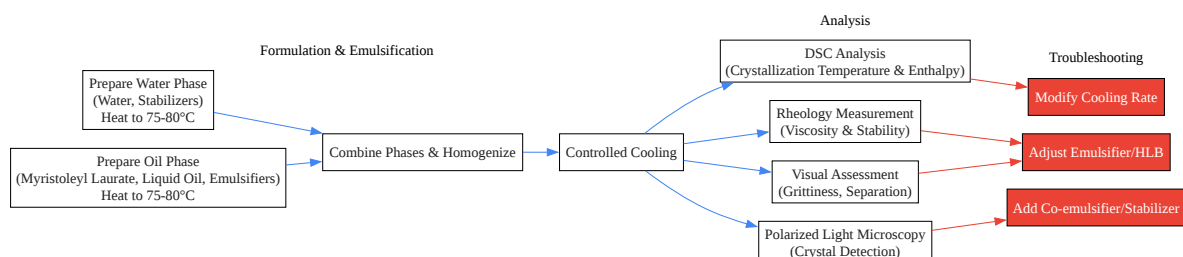 Formulation & Emulsification
Prepare Water Phase
(Water, Stabilizers)
Heat to 75-80°C
Prepare Oil Phase
(Myristoleyl Laurate, Liquid Oil, Emulsifiers)
Heat to 75-80°C
Combine Phases & Homogenize
Controlled Cooling
Analysis
DSC Analysis
(Crystallization Temperature & Enthalpy)
Rheology Measurement
(Viscosity & Stability)
Visual Assessment
(Grittiness, Separation)
Polarized Light Microscopy
(Crystal Detection)
Troubleshooting
Modify Cooling Rate
Adjust Emulsifier/HLB
Add Co-emulsifier/Stabilizer